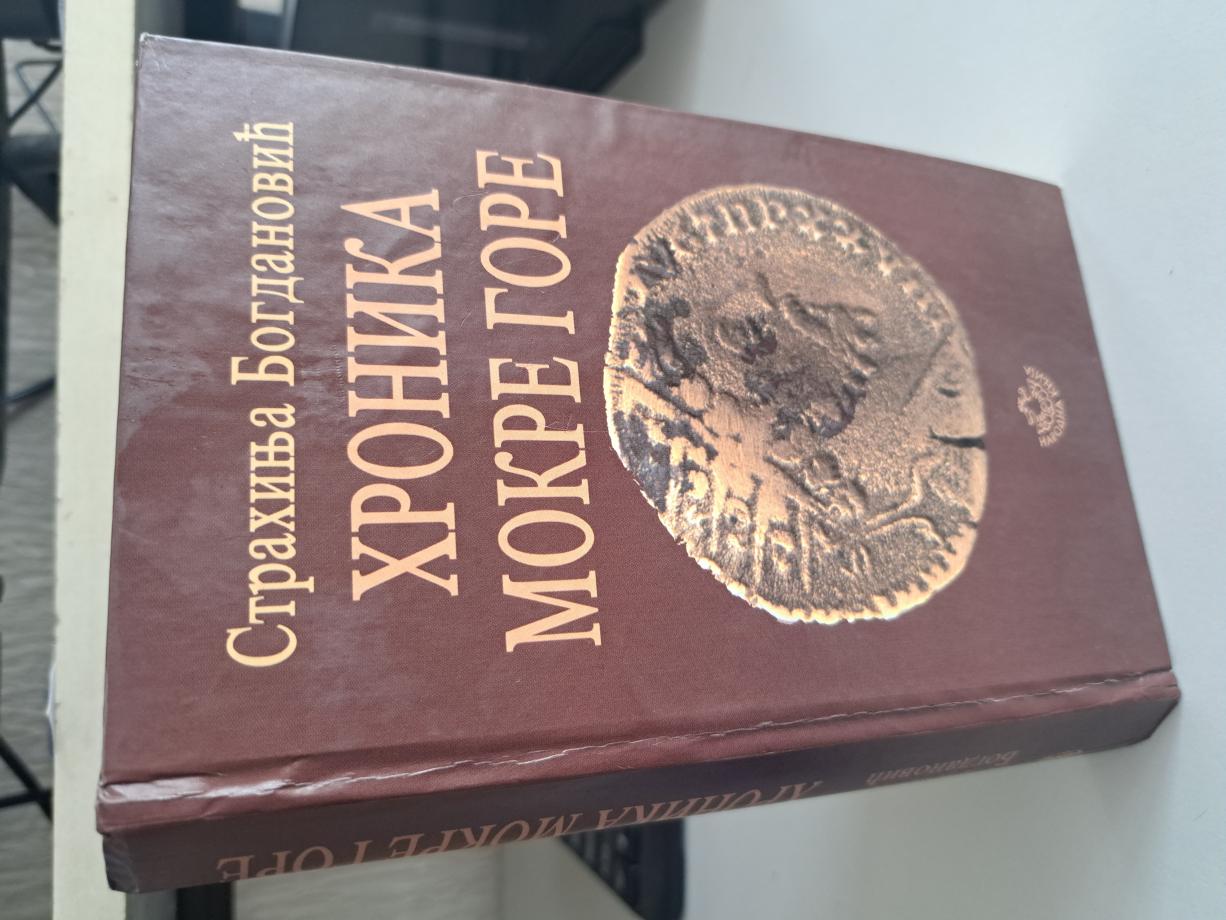 Страхиња Богдановић
ХРОНИКА
МОКРЕ ГОРЕ
Богдановић
ХРОНИКА МОКРЕ ГОРЕ